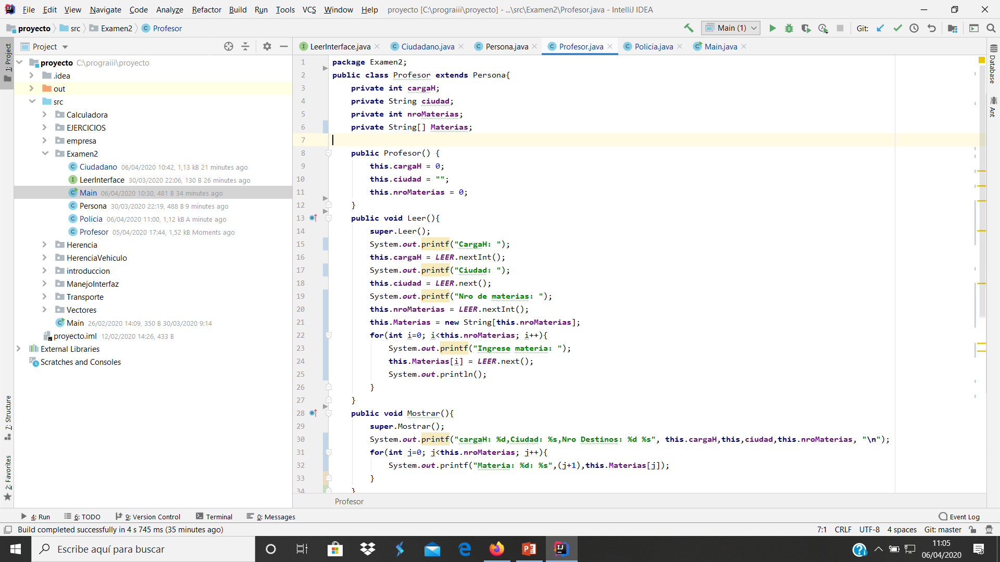 File Edit View Navigate Code Analyze Refactor Build Run Tools VCS Window Help proyecto [C:\prograiii\proyecto] - ...\src\Examen2\Profesor.java - IntelliJ IDEA
proyecto src Examen2 Profesor Main (1) Git:
Project LeerInterface.java Ciudadano.java Persona.java Profesor.java Policia.java Main.java
1: Project
7: Structure
2: Favorites
Database
Ant
proyecto C:\prograiii\proyecto
.idea
out
src
Calculadora
EJERCICIOS
empresa
Examen2
Ciudadano 06/04/2020 10:42, 1,13 kB 21 minutes ago
LeerInterface 30/03/2020 22:06, 130 B 26 minutes ago
Main 06/04/2020 10:30, 481 B 34 minutes ago
Persona 30/03/2020 22:19, 488 B 9 minutes ago
Policia 06/04/2020 11:00, 1,12 kB A minute ago
Profesor 05/04/2020 17:44, 1,52 kB Moments ago
Herencia
HerenciaVehiculo
introduccion
ManejoInterfaz
Transporte
Vectores
Main 26/02/2020 14:09, 350 B 30/03/2020 9:14
proyecto.iml 12/02/2020 14:26, 433 B
External Libraries
Scratches and Consoles
1 package Examen2;
2 public class Profesor extends Persona{
3 private int cargaH;
4 private String ciudad;
5 private int nroMaterias;
6 private String[] Materias;
7
8 public Profesor() {
9 this.cargaH = 0;
10 this.ciudad = "";
11 this.nroMaterias = 0;
12 }
13 public void Leer(){
14 super.Leer();
15 System.out.printf("CargaH: ");
16 this.cargaH = LEER.nextInt();
17 System.out.printf("Ciudad: ");
18 this.ciudad = LEER.next();
19 System.out.printf("Nro de materias: ");
20 this.nroMaterias = LEER.nextInt();
21 this.Materias = new String[this.nroMaterias];
22 for(int i=0; i<this.nroMaterias; i++){
23 System.out.printf("Ingrese materia: ");
24 this.Materias[i] = LEER.next();
25 System.out.println();
26 }
27 }
28 public void Mostrar(){
29 super.Mostrar();
30 System.out.printf("cargaH: %d,Ciudad: %s,Nro Destinos: %d %s", this.cargaH,this,ciudad,this.nroMaterias, "\n");
31 for(int j=0; j<this.nroMaterias; j++){
32 System.out.printf("Materia: %d: %s",(j+1),this.Materias[j]);
33 }
34 }
Profesor
4: Run 6: TODO 9: Version Control Terminal 0: Messages Event Log
Build completed successfully in 4 s 745 ms (35 minutes ago) 7:1 CRLF UTF-8 4 spaces Git: master
Escribe aquí para buscar
11:05
06/04/2020